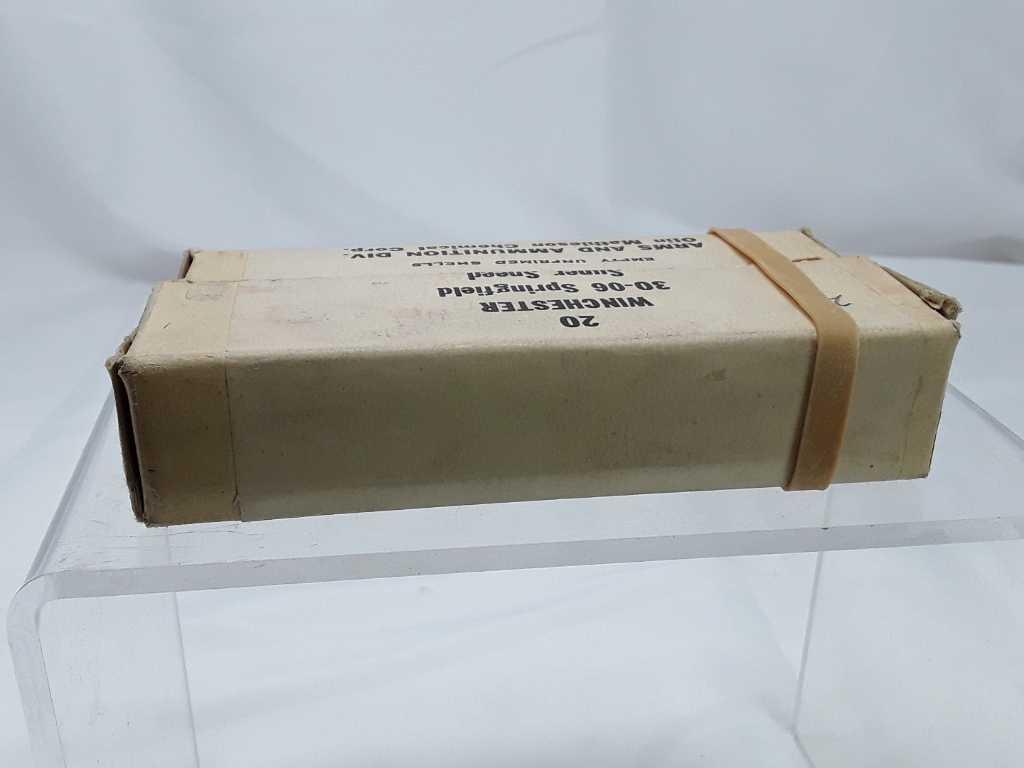 20
WINCHESTER
30-06 Springfield
Super Speed
EMPTY UNPRIMED SHELLS
ARMS AND AMMUNITION DIV.
Olin Mathieson Chemical Corp.